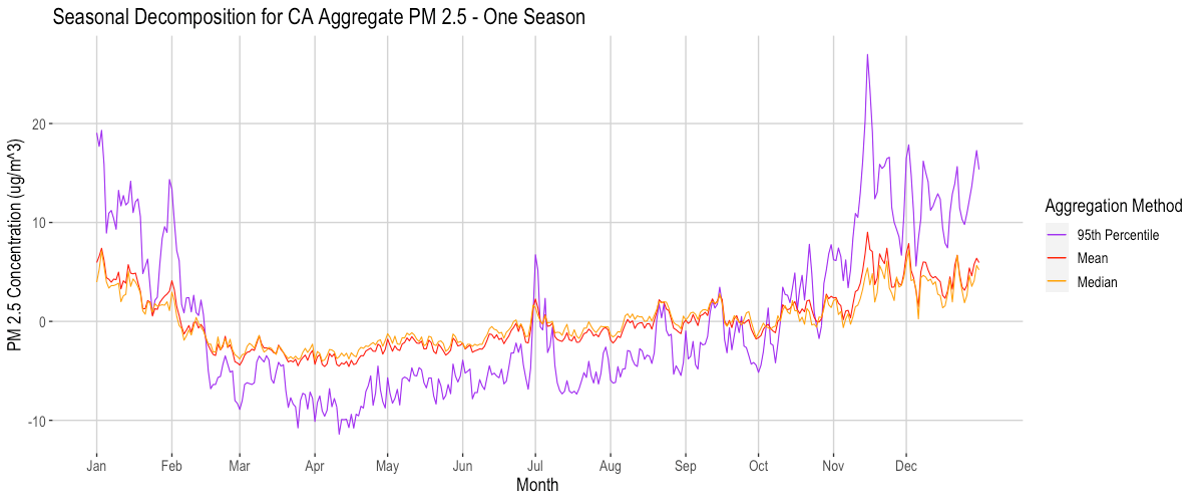 Seasonal Decomposition for CA Aggregate PM 2.5 - One Season
PM 2.5 Concentration (ug/m^3)
20
10
0
-10
Jan Feb Mar Apr May Jun Jul Aug Sep Oct Nov Dec
Month
Aggregation Method
95th Percentile
Mean
Median